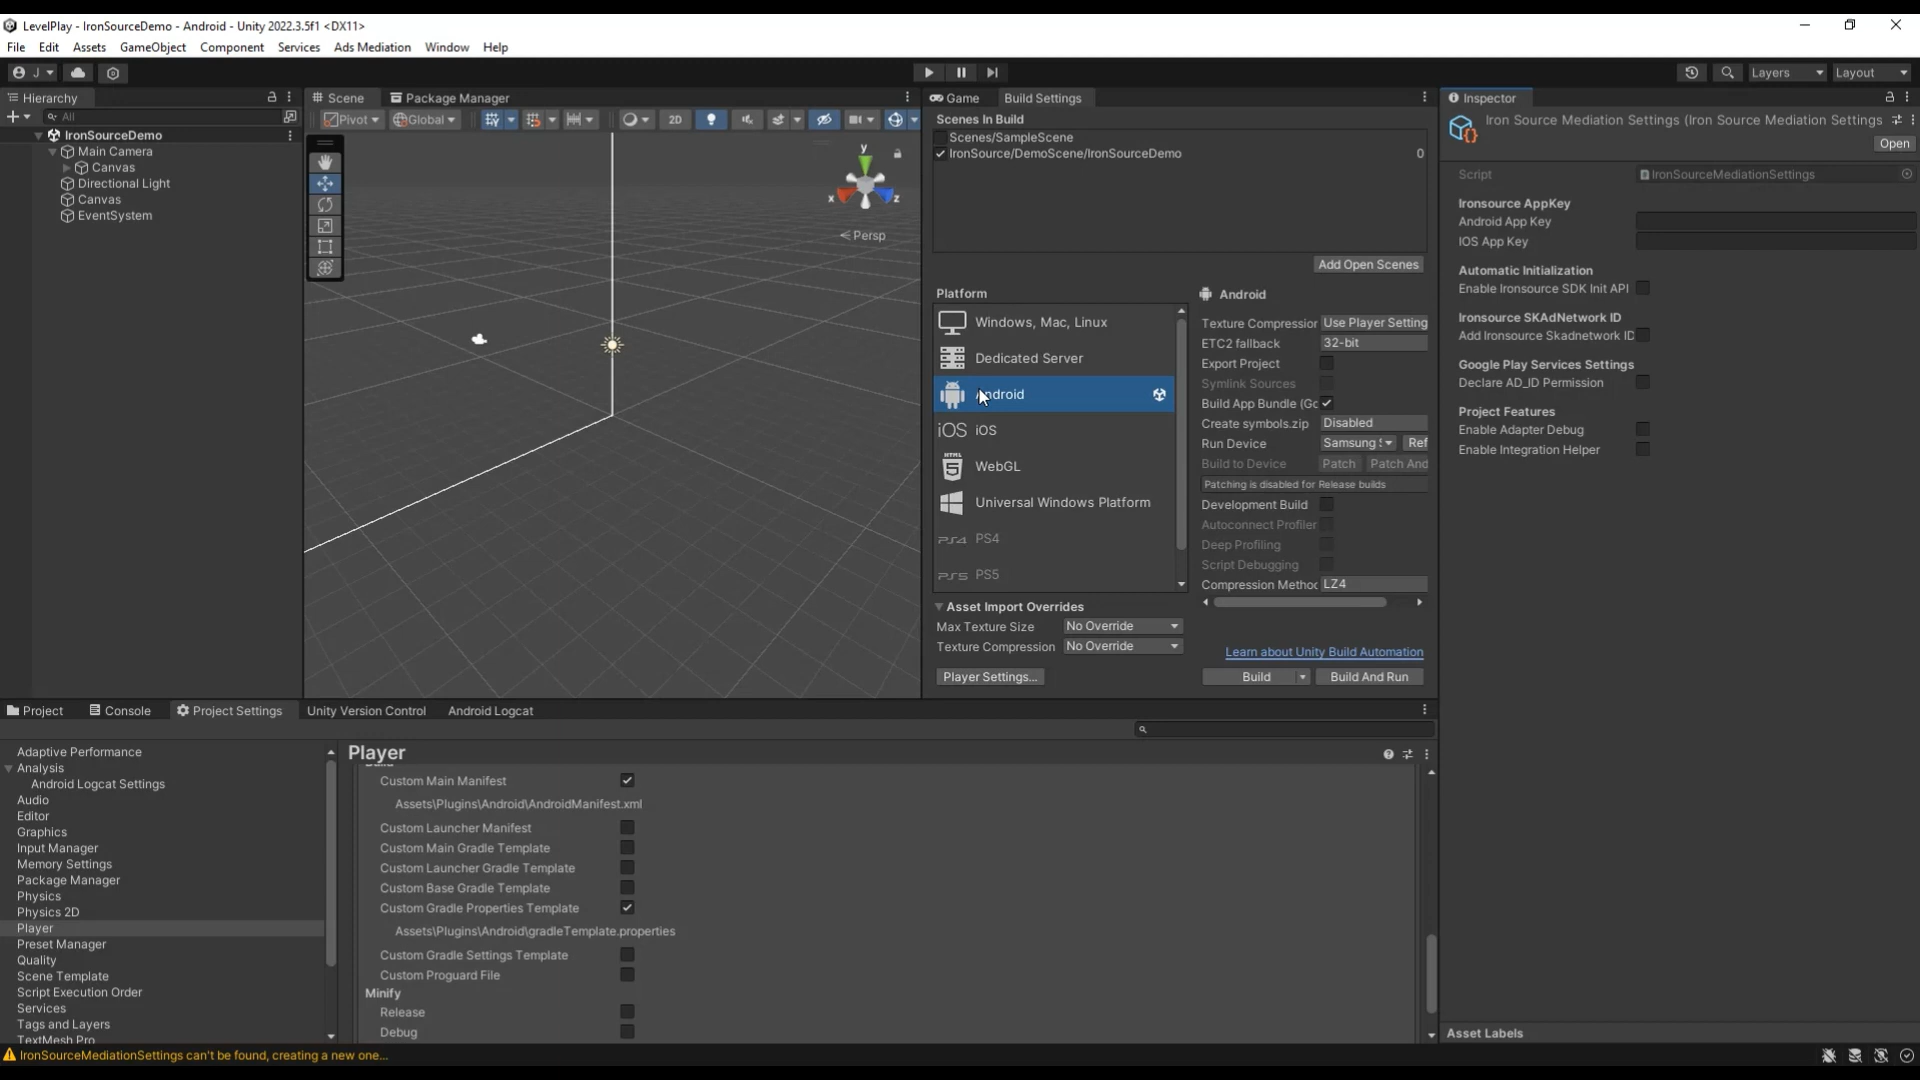 LevelPlay - IronSourceDemo - Android - Unity 2022.3.5f1 <DX11>
File Edit Assets GameObject Component Services Ads Mediation Window Help
J
Layers Layout
Hierarchy
All
IronSourceDemo
Main Camera
Canvas
Directional Light
Canvas
EventSystem
Scene Package Manager
Pivot Global 2D
y
x z
Persp
Game Build Settings
Scenes In Build
Scenes/SampleScene
IronSource/DemoScene/IronSourceDemo 0
Add Open Scenes
Platform
Windows, Mac, Linux
Dedicated Server
Android
iOS iOS
HTML 5 WebGL
Universal Windows Platform
PS4 PS4
PS5 PS5
Android
Texture Compression Use Player Setting
ETC2 fallback 32-bit
Export Project
Symlink Sources
Build App Bundle (Go
Create symbols.zip Disabled
Run Device Samsung Ref
Build to Device Patch Patch And
Patching is disabled for Release builds
Development Build
Autoconnect Profiler
Deep Profiling
Script Debugging
Compression Method LZ4
Asset Import Overrides
Max Texture Size No Override
Texture Compression No Override
Learn about Unity Build Automation
Player Settings... Build Build And Run
Inspector
Iron Source Mediation Settings (Iron Source Mediation Settings
Open
Script IronSourceMediationSettings
Ironsource AppKey
Android App Key
IOS App Key
Automatic Initialization
Enable Ironsource SDK Init API
Ironsource SKAdNetwork ID
Add Ironsource Skadnetwork ID
Google Play Services Settings
Declare AD_ID Permission
Project Features
Enable Adapter Debug
Enable Integration Helper
Asset Labels
Project Console Project Settings Unity Version Control Android Logcat
Adaptive Performance
Analysis
Android Logcat Settings
Audio
Editor
Graphics
Input Manager
Memory Settings
Package Manager
Physics
Physics 2D
Player
Preset Manager
Quality
Scene Template
Script Execution Order
Services
Tags and Layers
TextMesh Pro
Player
Build
Custom Main Manifest
Assets\Plugins\Android\AndroidManifest.xml
Custom Launcher Manifest
Custom Main Gradle Template
Custom Launcher Gradle Template
Custom Base Gradle Template
Custom Gradle Properties Template
Assets\Plugins\Android\gradleTemplate.properties
Custom Gradle Settings Template
Custom Proguard File
Minify
Release
Debug
IronSourceMediationSettings can't be found, creating a new one...